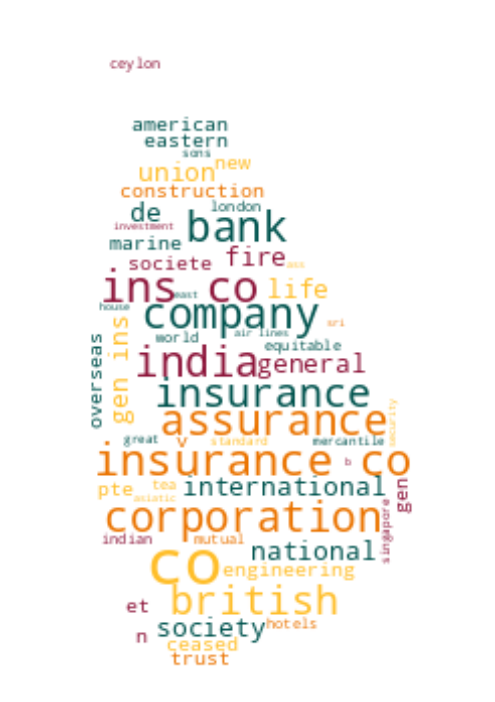 ceylon
american
eastern
sons
union new
construction
de london
investment bank
marine
societe fire ass
ins co life
east
house company
world air lines sri
equitable
overseas gen ins india general
insurance
assurance security
great v standard mercantile
insurance co b
pte tea international gen
asiatic
corporation singapore
indian mutual
national
co engineering
et british
n society hotels
ceased
trust